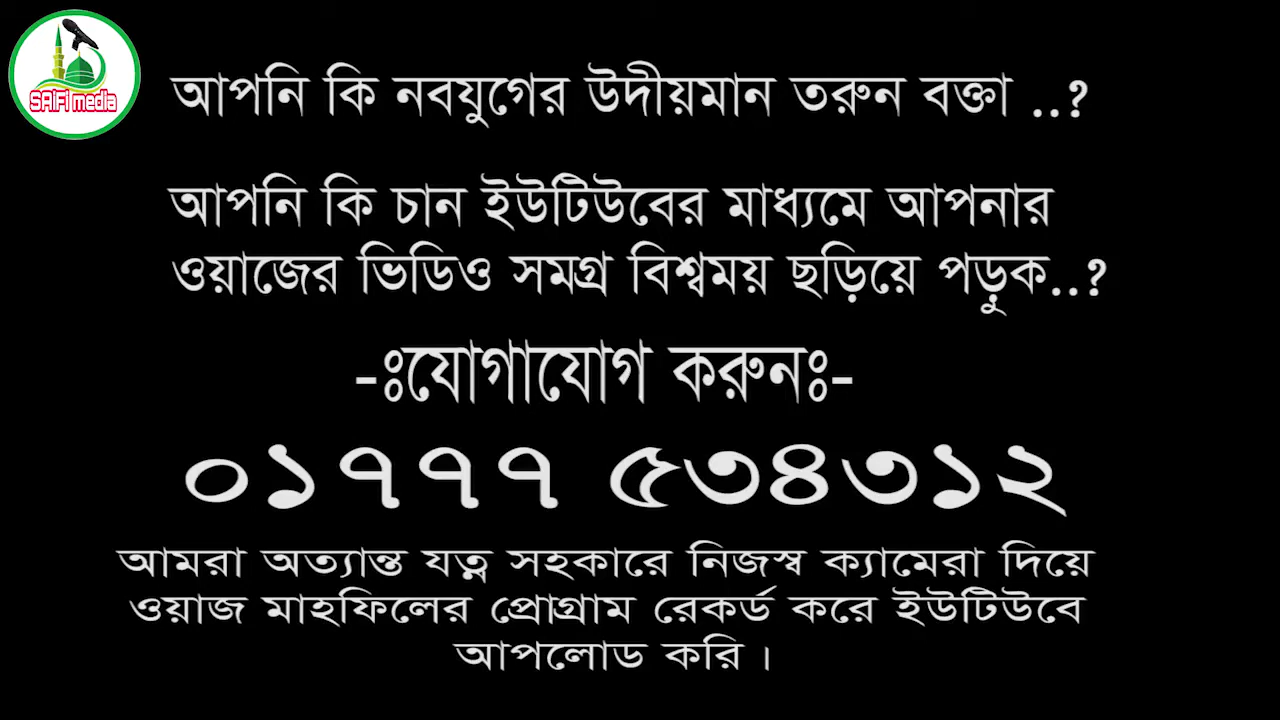 SAIFI media
আপনি কি নবযুগের উদীয়মান তরুন বক্তা ..?
আপনি কি চান ইউটিউবের মাধ্যমে আপনার
ওয়াজের ভিডিও সমগ্র বিশ্বময় ছড়িয়ে পড়ুক..?
-ঃযোগাযোগ করুনঃ-
০১৭৭৭ ৫৩৪৩১২
আমরা অত্যান্ত যত্ন সহকারে নিজস্ব ক্যামেরা দিয়ে
ওয়াজ মাহফিলের প্রোগ্রাম রেকর্ড করে ইউটিউবে
আপলোড করি।